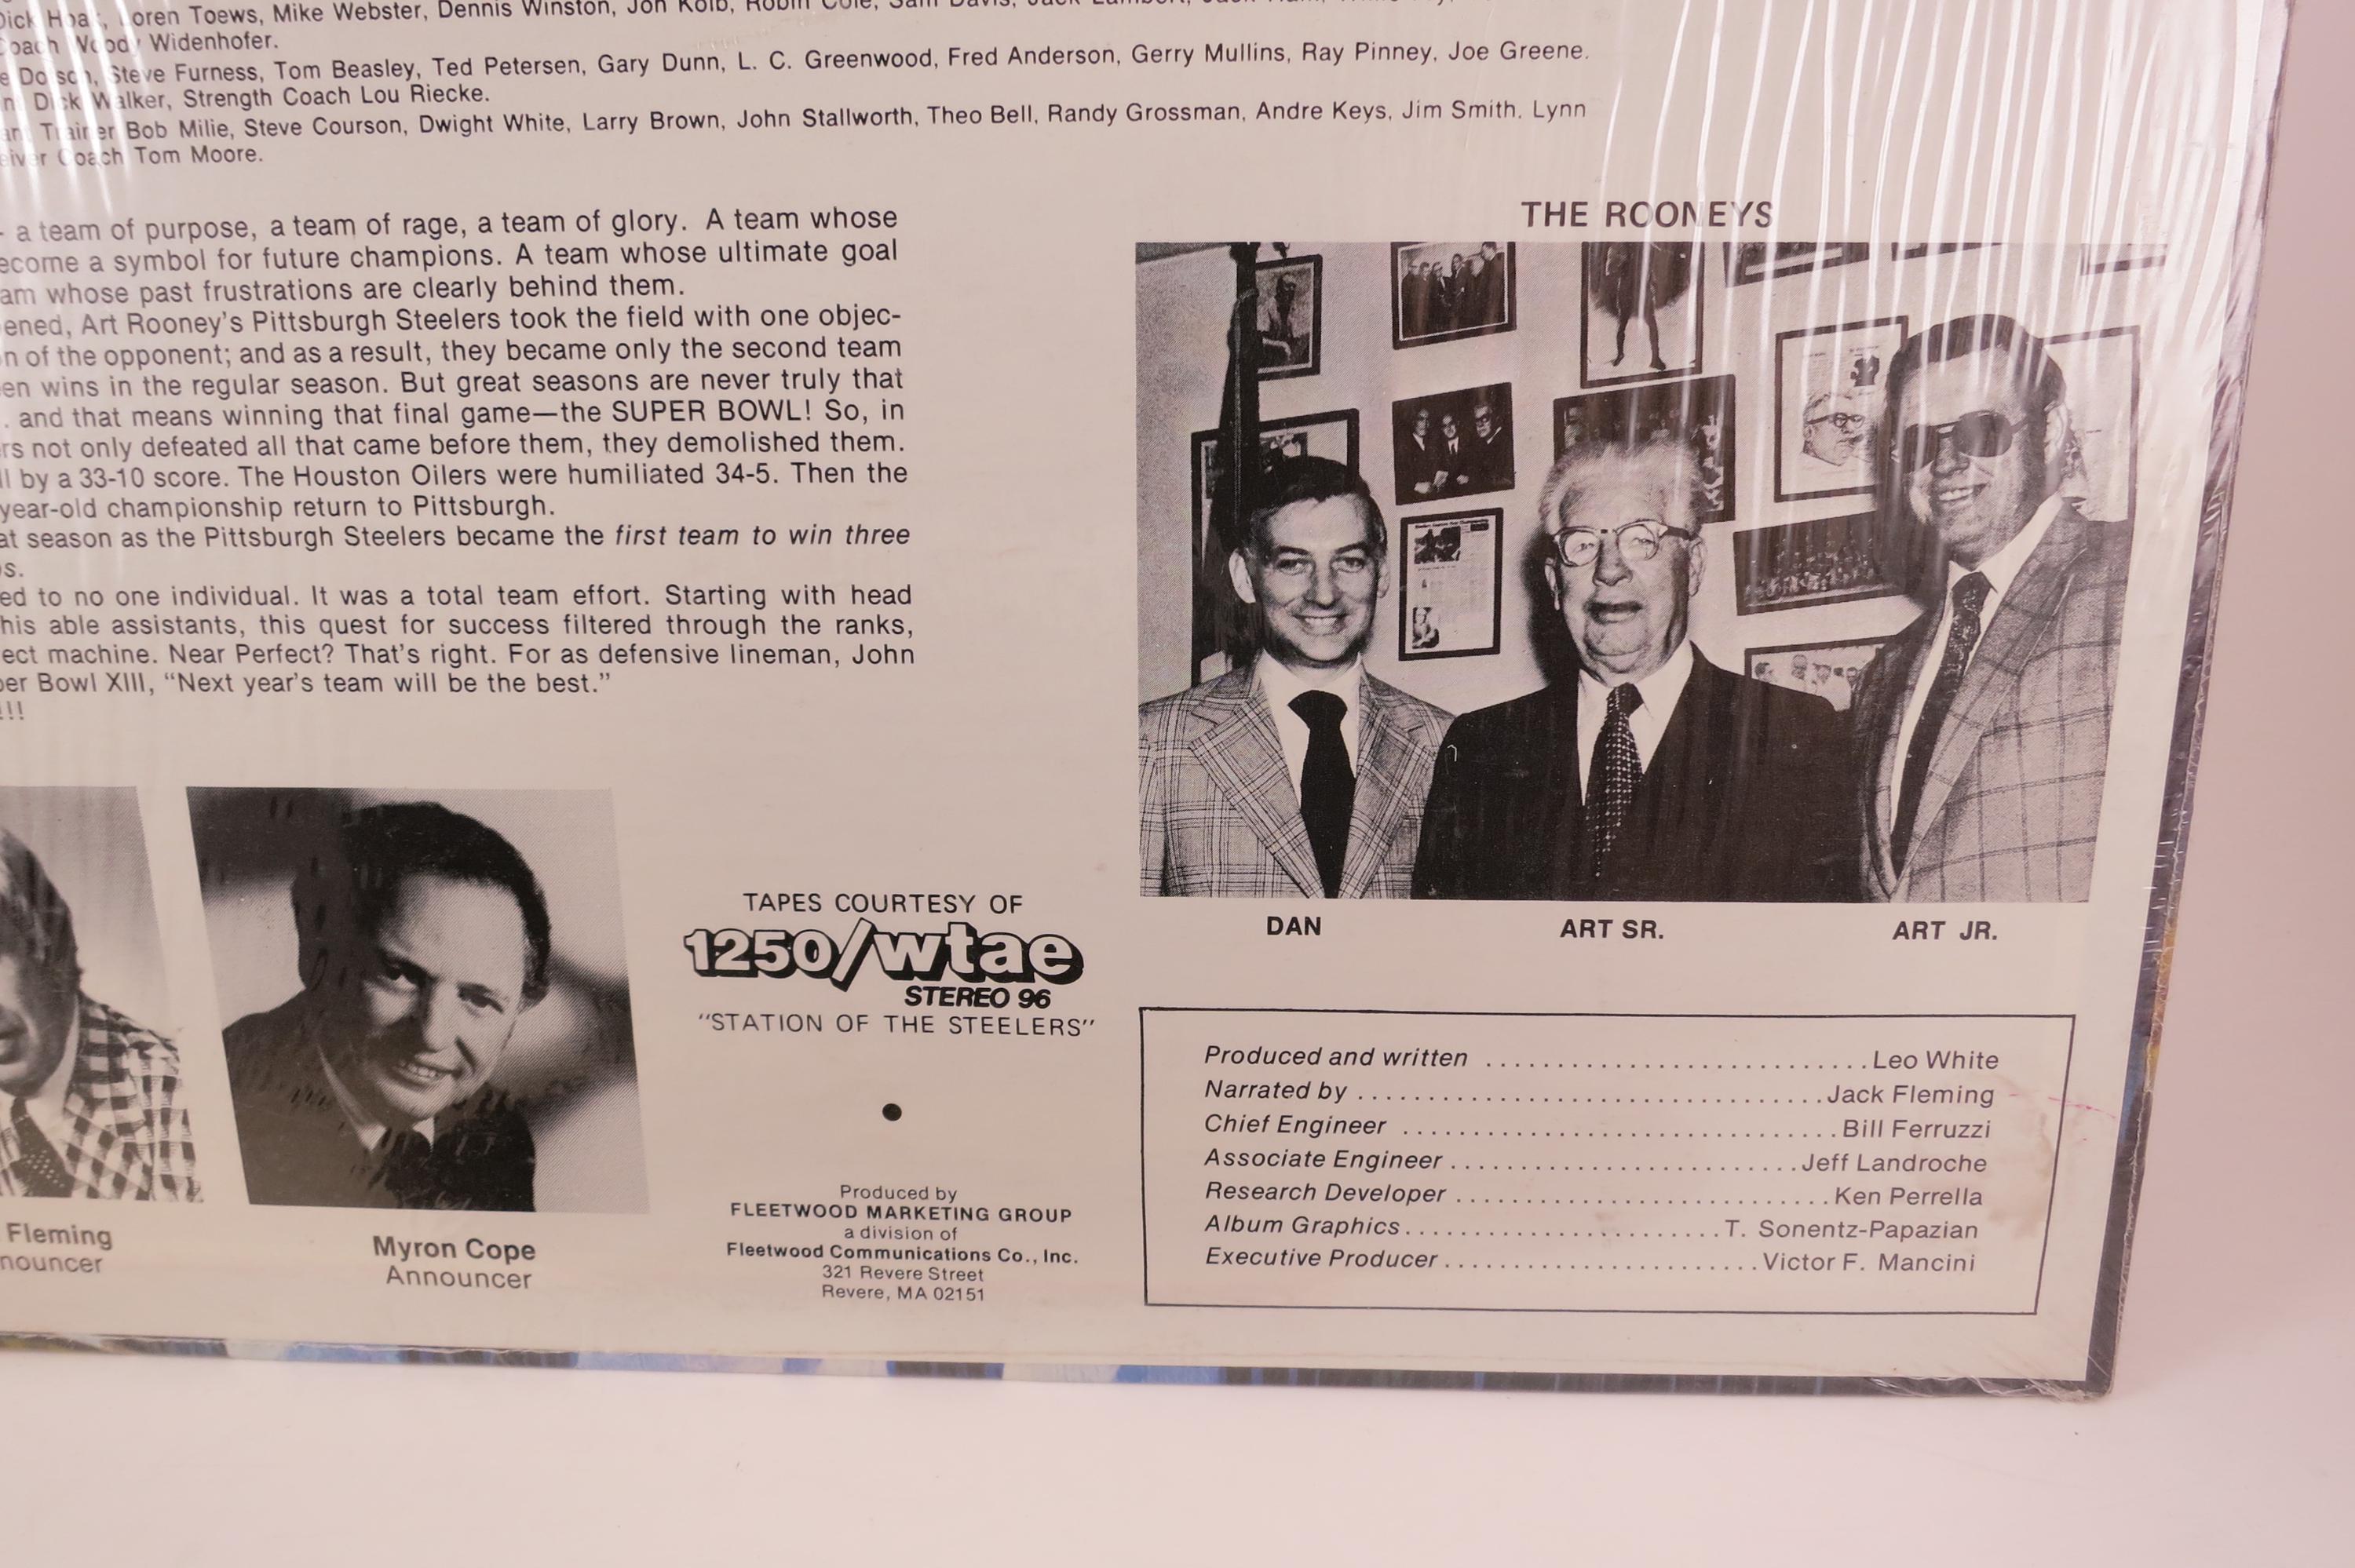 Dick Hoak, Loren Toews, Mike Webster, Dennis Winston, Jon Kolb, Robin Cole, Sam Davis, Jack Lambert, Jack Ham,
Coach Woody Widenhofer.
Dotson, Steve Furness, Tom Beasley, Ted Petersen, Gary Dunn, L. C. Greenwood, Fred Anderson, Gerry Mullins, Ray Pinney, Joe Greene.
Dick Walker, Strength Coach Lou Riecke.
Trainer Bob Milie, Steve Courson, Dwight White, Larry Brown, John Stallworth, Theo Bell, Randy Grossman, Andre Keys, Jim Smith, Lynn
eiver Coach Tom Moore.
- a team of purpose, a team of rage, a team of glory. A team whose
ecome a symbol for future champions. A team whose ultimate goal
am whose past frustrations are clearly behind them.
ened, Art Rooney's Pittsburgh Steelers took the field with one objec-
n of the opponent; and as a result, they became only the second team
en wins in the regular season. But great seasons are never truly that
. and that means winning that final game—the SUPER BOWL! So, in
rs not only defeated all that came before them, they demolished them.
ll by a 33-10 score. The Houston Oilers were humiliated 34-5. Then the
year-old championship return to Pittsburgh.
at season as the Pittsburgh Steelers became the first team to win three
s.
ed to no one individual. It was a total team effort. Starting with head
his able assistants, this quest for success filtered through the ranks,
ect machine. Near Perfect? That's right. For as defensive lineman, John
per Bowl XIII, "Next year's team will be the best."
!!!
THE ROONEYS
DAN ART SR. ART JR.
Fleming
nouncer
Myron Cope
Announcer
TAPES COURTESY OF
1250/wtae
STEREO 96
"STATION OF THE STEELERS"
Produced by
FLEETWOOD MARKETING GROUP
a division of
Fleetwood Communications Co., Inc.
321 Revere Street
Revere, MA 02151
Produced and written ............................Leo White
Narrated by ..................................Jack Fleming
Chief Engineer ...............................Bill Ferruzzi
Associate Engineer .........................Jeff Landroche
Research Developer ...........................Ken Perrella
Album Graphics.......................T. Sonentz-Papazian
Executive Producer .......................Victor F. Mancini